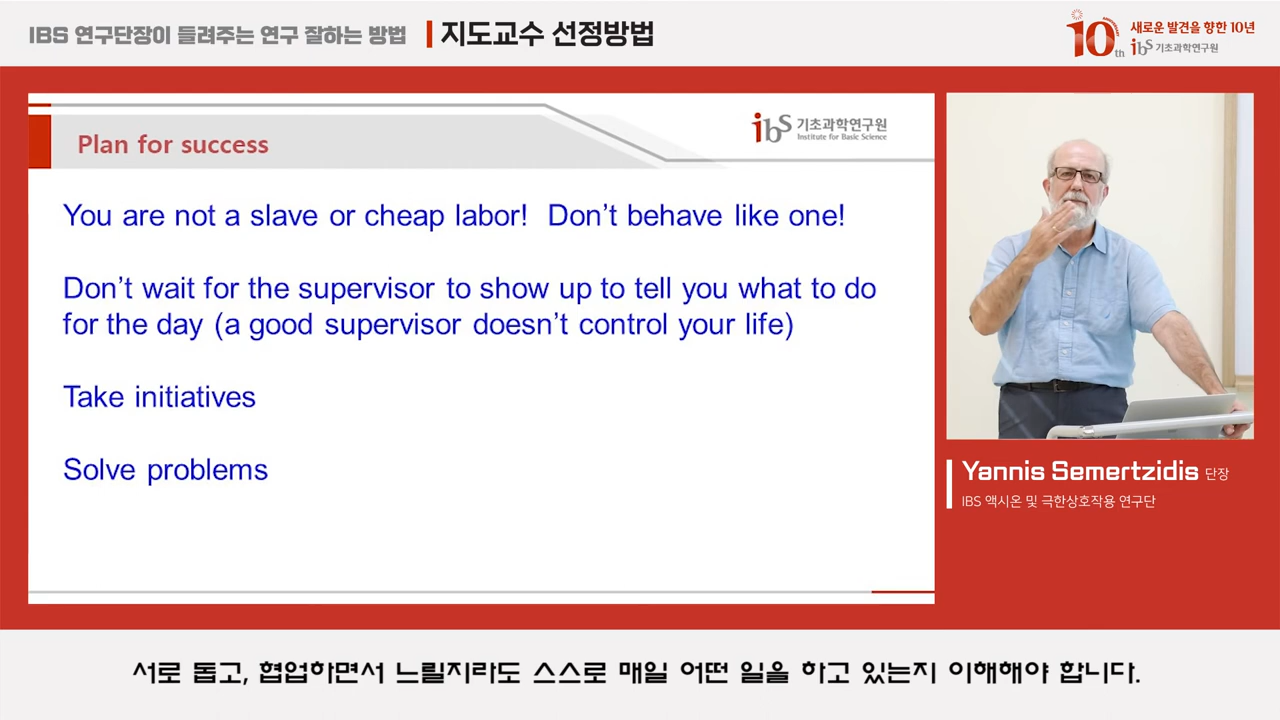 IBS 연구단장이 들려주는 연구 잘하는 방법 지도교수 선정방법
10th 새로운 발견을 향한 10년
ibs 기초과학연구원
Plan for success
ibs 기초과학연구원
Institute for Basic Science
You are not a slave or cheap labor! Don't behave like one!
Don't wait for the supervisor to show up to tell you what to do
for the day (a good supervisor doesn't control your life)
Take initiatives
Solve problems
Yannis Semertzidis 단장
IBS 액시온 및 극한상호작용 연구단
서로 돕고, 협업하면서 느릴지라도 스스로 매일 어떤 일을 하고 있는지 이해해야 합니다.